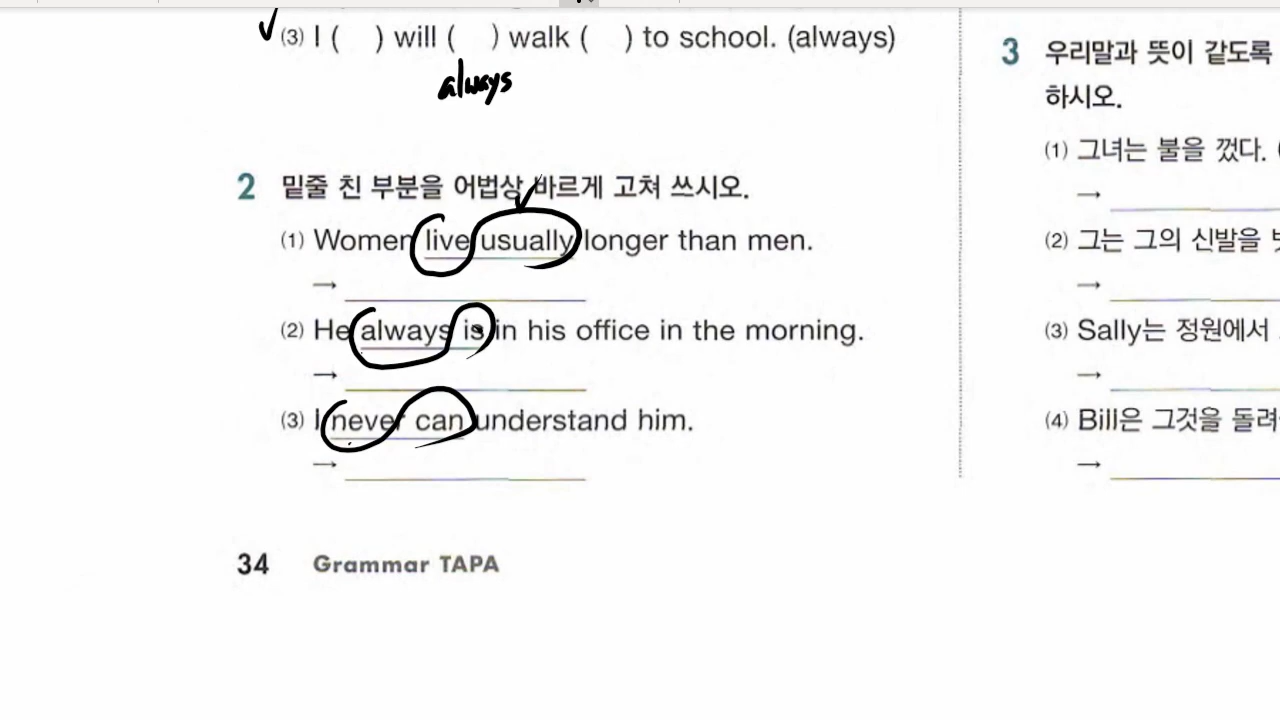 (3) I ( ) will ( ) walk ( ) to school. (always)
always
2 밑줄 친 부분을 어법상 바르게 고쳐 쓰시오.
(1) Women live usually longer than men.
→
(2) He always is in his office in the morning.
→
(3) I never can understand him.
→
34 Grammar TAPA
3 우리말과 뜻이 같도록
하시오.
(1) 그녀는 불을 껐다. (
→
(2) 그는 그의 신발을
→
(3) Sally는 정원에서
→
(4) Bill은 그것을 돌려
→